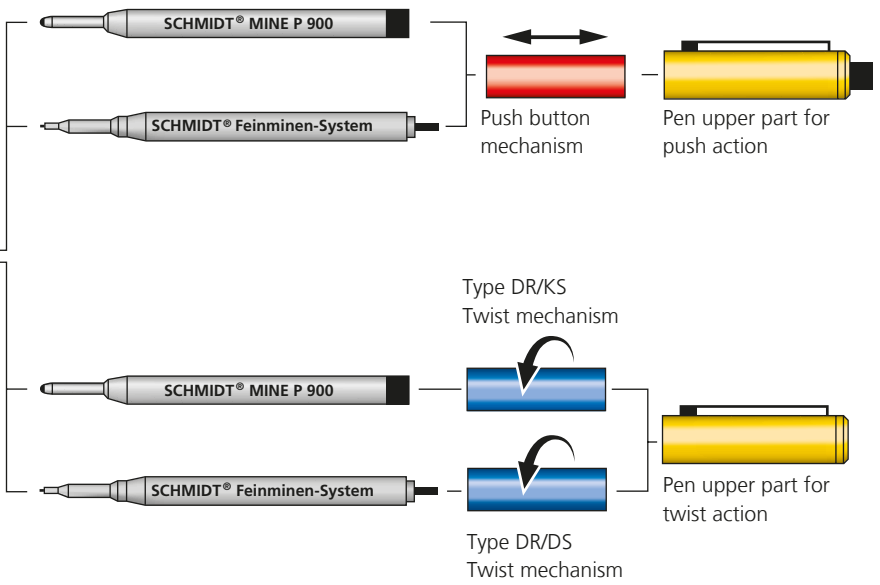 SCHMIDT® MINE P 900
SCHMIDT® Feinminen-System
Push button
mechanism
Pen upper part for
push action
Type DR/KS
Twist mechanism
SCHMIDT® MINE P 900
SCHMIDT® Feinminen-System
Pen upper part for
twist action
Type DR/DS
Twist mechanism